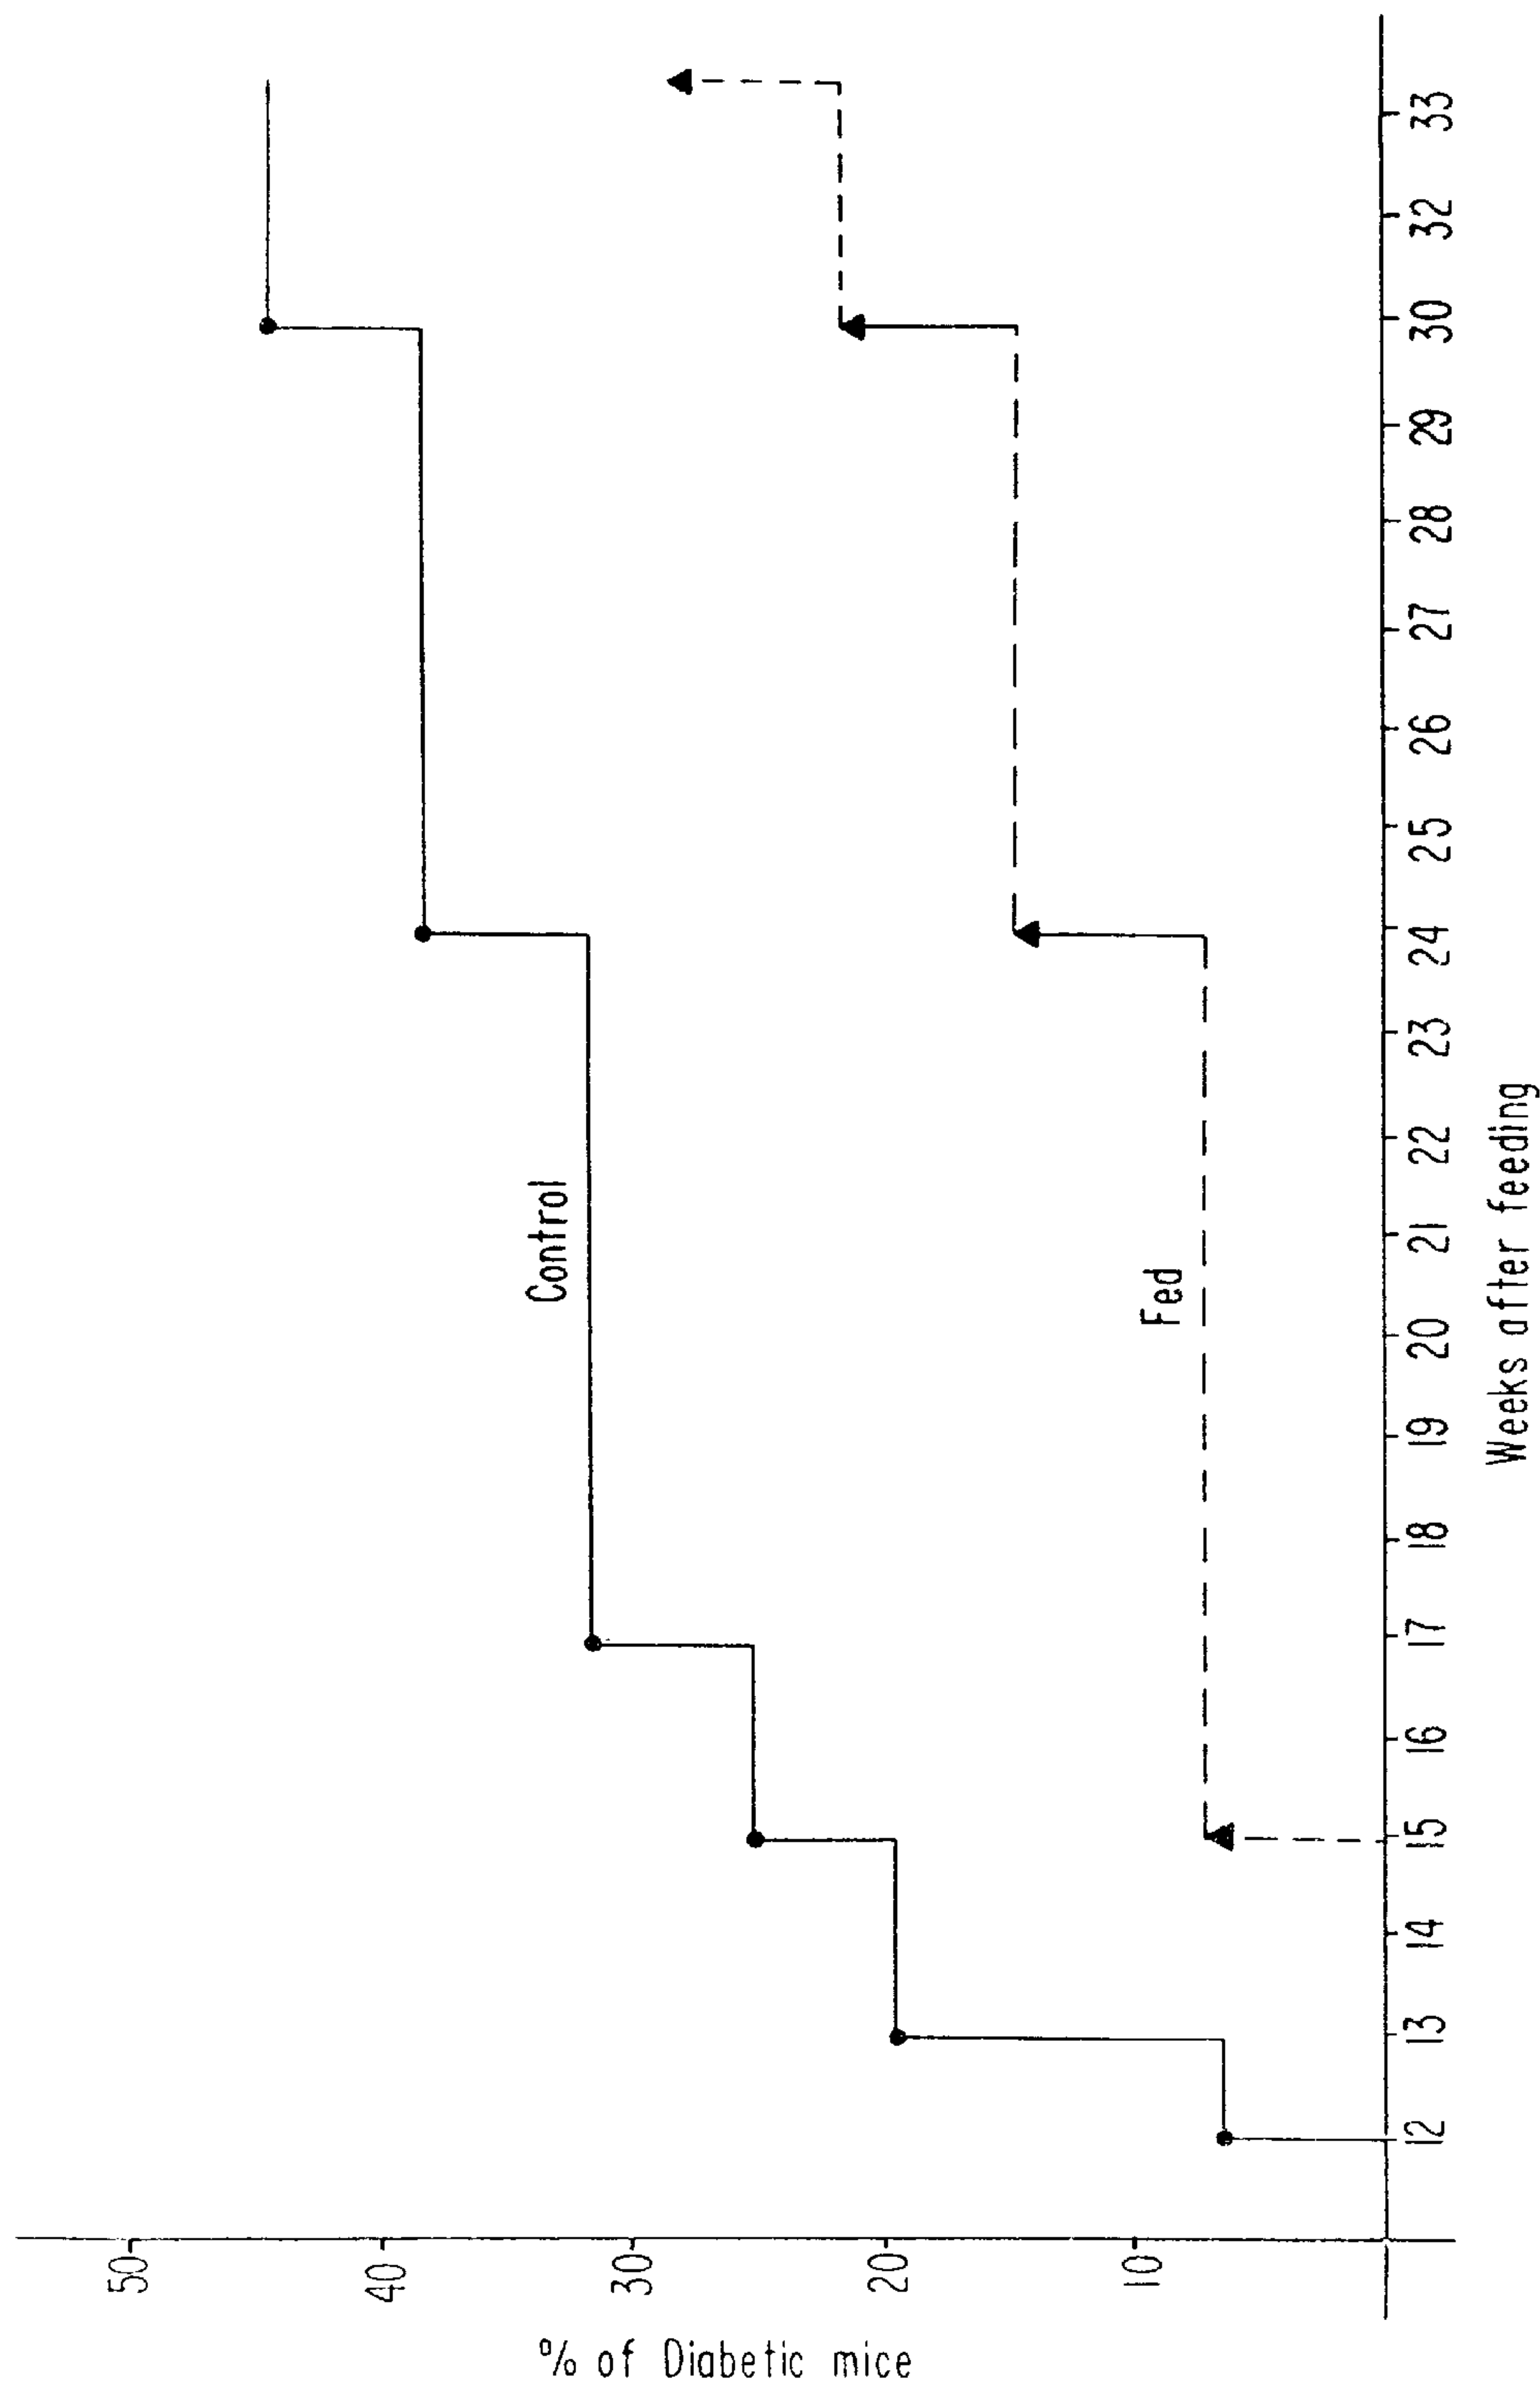 % of Diabetic mice
50
40
30
20
10
Control
Fed
12 13 14 15 16 17 18 19 20 21 22 23 24 25 26 27 28 29 30 32 33
Weeks after feeding